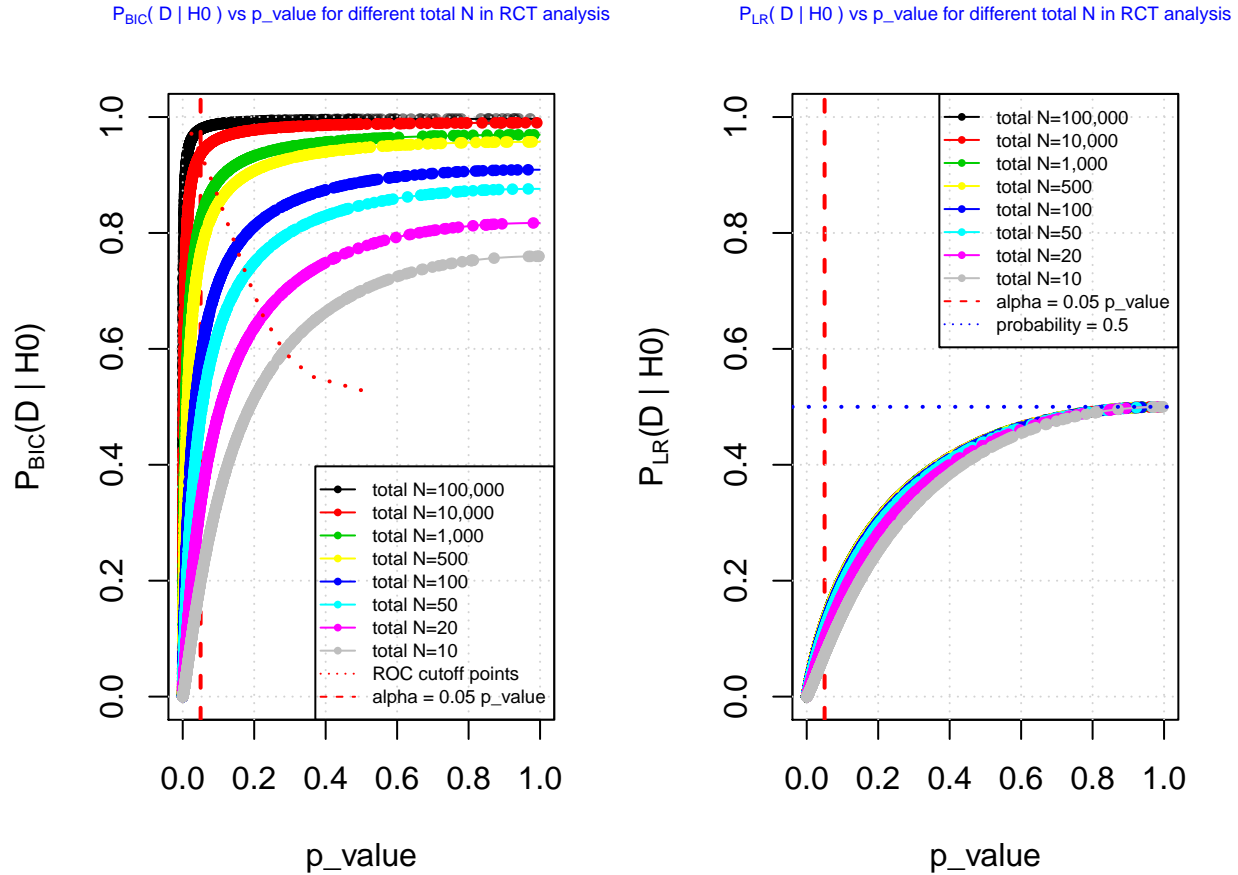 P_BIC( D | H0 ) vs p_value for different total N in RCT analysis
P_BIC(D | H0)
1.0
0.8
0.6
0.4
0.2
0.0
total N=100,000
total N=10,000
total N=1,000
total N=500
total N=100
total N=50
total N=20
total N=10
ROC cutoff points
alpha = 0.05 p_value
0.0 0.2 0.4 0.6 0.8 1.0
p_value
P_LR( D | H0 ) vs p_value for different total N in RCT analysis
P_LR(D | H0)
1.0
0.8
0.6
0.4
0.2
0.0
total N=100,000
total N=10,000
total N=1,000
total N=500
total N=100
total N=50
total N=20
total N=10
alpha = 0.05 p_value
probability = 0.5
0.0 0.2 0.4 0.6 0.8 1.0
p_value